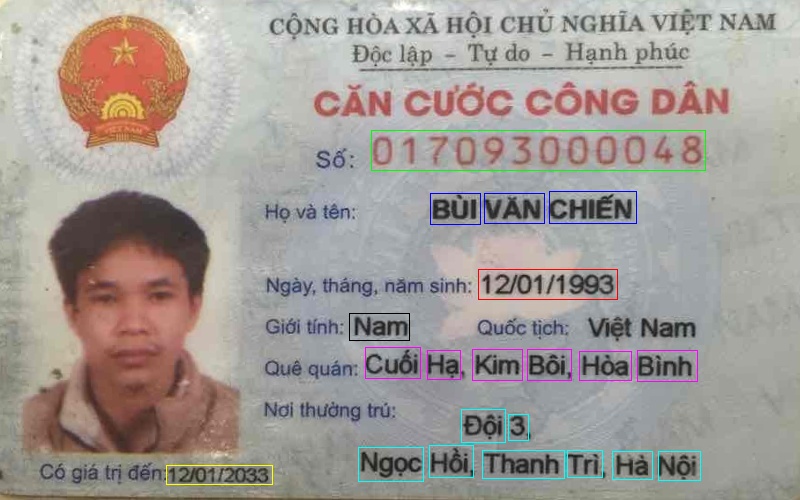 CỘNG HÒA XÃ HỘI CHỦ NGHĨA VIỆT NAM
Độc lập - Tự do - Hạnh phúc
CĂN CƯỚC CÔNG DÂN
Số: 017093000048
Họ và tên: BÙI VĂN CHIẾN
Ngày, tháng, năm sinh: 12/01/1993
Giới tính: Nam Quốc tịch: Việt Nam
Quê quán: Cuối Hạ, Kim Bôi, Hòa Bình
Nơi thường trú:
Đội 3,
Ngọc Hồi, Thanh Trì, Hà Nội
Có giá trị đến: 12/01/2033